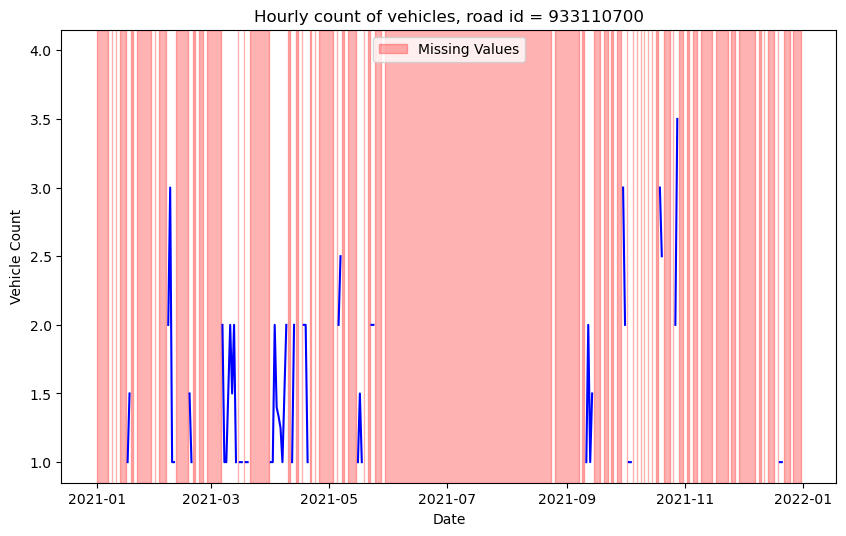 Hourly count of vehicles, road id = 933110700
Missing Values
Vehicle Count
4.0
3.5
3.0
2.5
2.0
1.5
1.0
2021-01 2021-03 2021-05 2021-07 2021-09 2021-11 2022-01
Date